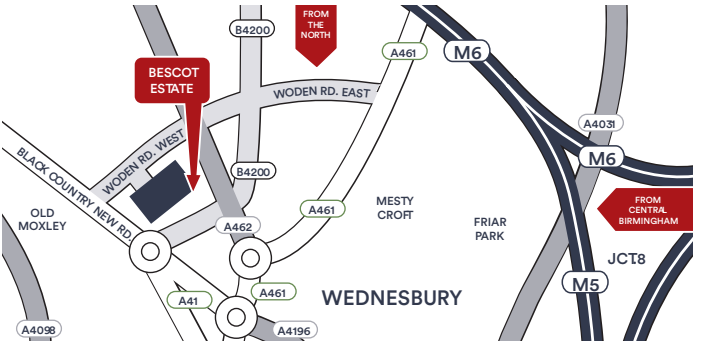 FROM
THE
NORTH
B4200
A461
M6
BESCOT
ESTATE
WODEN RD. EAST
A4031
M6
WODEN RD. WEST
BLACK COUNTRY NEW RD.
B4200
OLD
MOXLEY
A462
A461
MESTY
CROFT
FRIAR
PARK
FROM
CENTRAL
BIRMINGHAM
JCT8
M5
A41
A461
WEDNESBURY
A4098
A4196